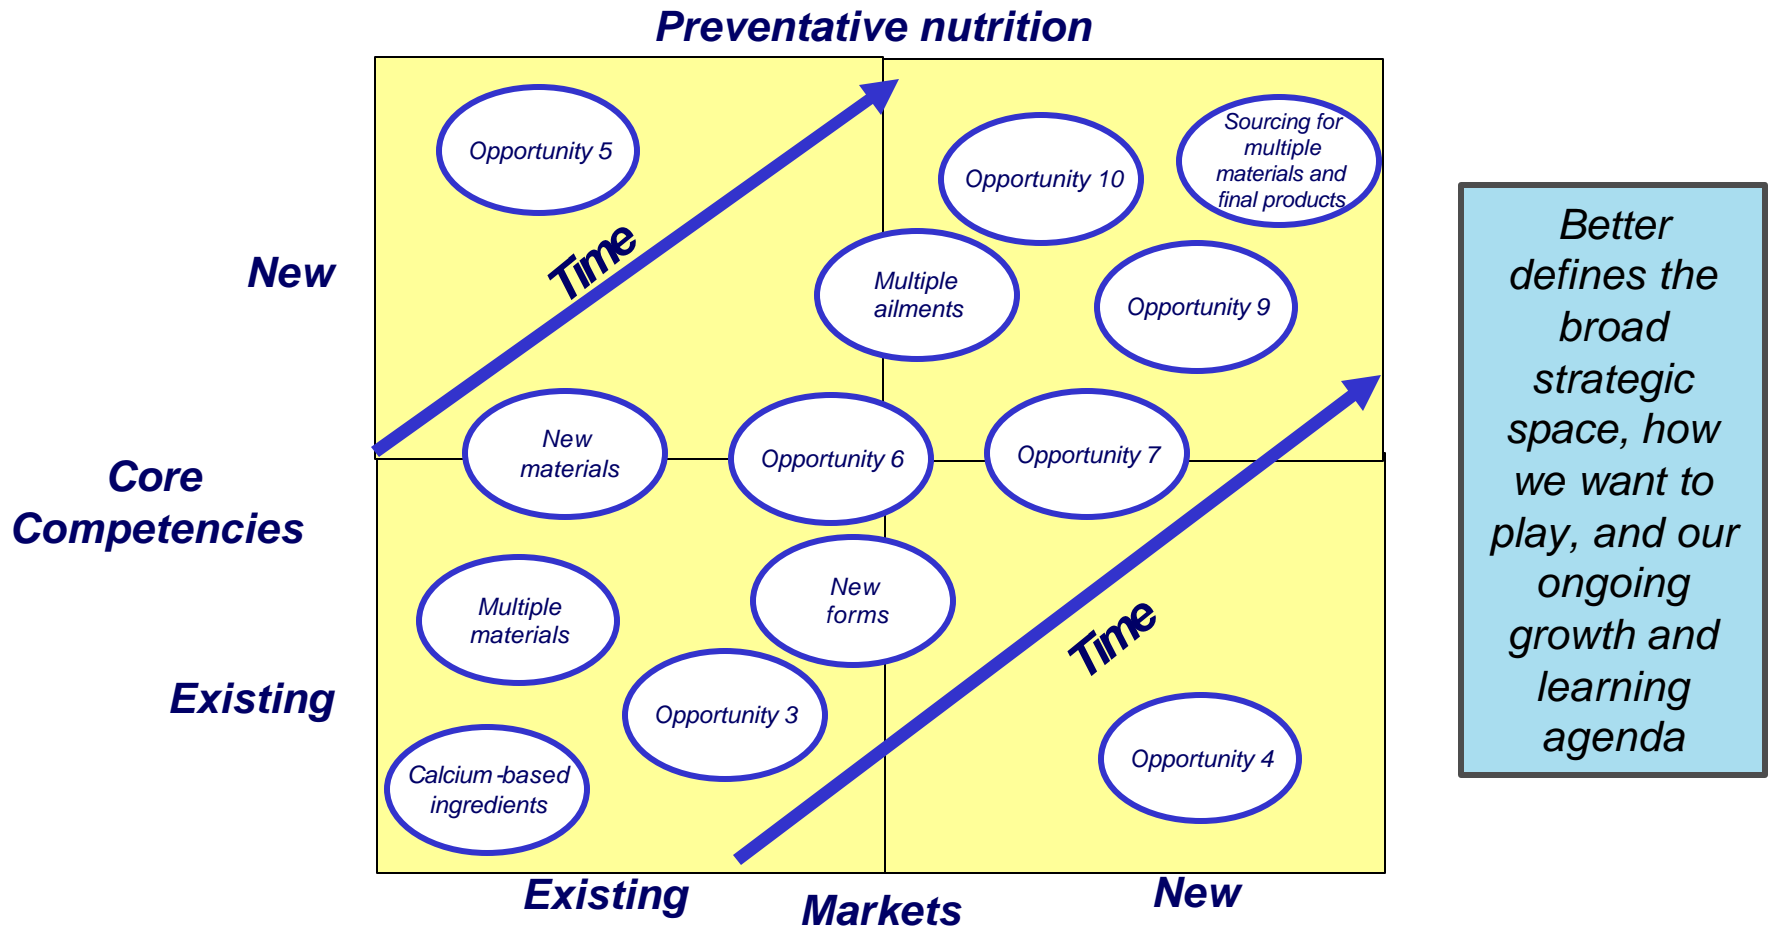 Preventative nutrition
Opportunity 5
Opportunity 10
Sourcing for
multiple
materials and
final products
Time
Multiple
ailments
Opportunity 9
New
New
materials
Opportunity 6
Opportunity 7
Core
Competencies
Multiple
materials
New
forms
Time
Existing
Opportunity 3
Opportunity 4
Calcium-based
ingredients
Existing
Markets
New
Better
defines the
broad
strategic
space, how
we want to
play, and our
ongoing
growth and
learning
agenda